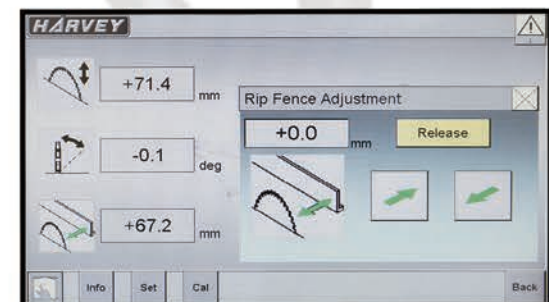 HARVEY
+71.4 mm
Rip Fence Adjustment
+0.0 mm Release
-0.1 deg
+67.2 mm
Info Set Cal Back